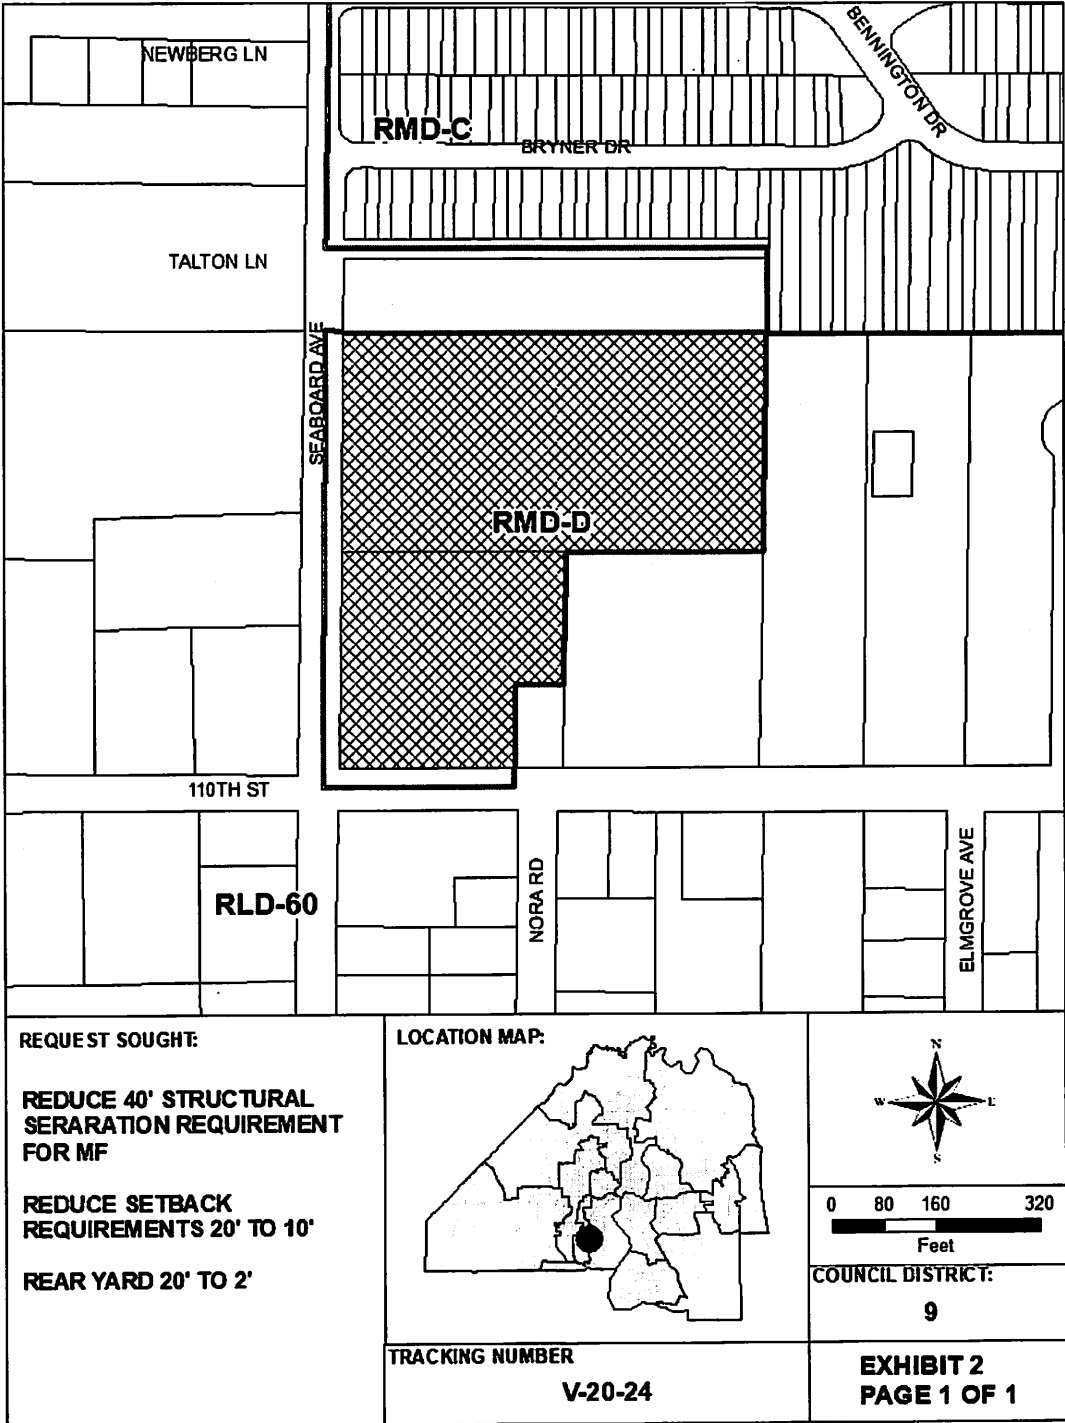 NEWBERG LN
BENNINGTON DR
RMD-C
BRYNER DR
TALTON LN
SEABOARD AVE
RMD-D
110TH ST
RLD-60
NORA RD
ELMGROVE AVE
REQUEST SOUGHT:
REDUCE 40' STRUCTURAL
SERARATION REQUIREMENT
FOR MF
REDUCE SETBACK
REQUIREMENTS 20' TO 10'
REAR YARD 20' TO 2'
LOCATION MAP:
N
W
E
S
0 80 160 320
Feet
COUNCIL DISTRICT:
9
TRACKING NUMBER
V-20-24
EXHIBIT 2
PAGE 1 OF 1